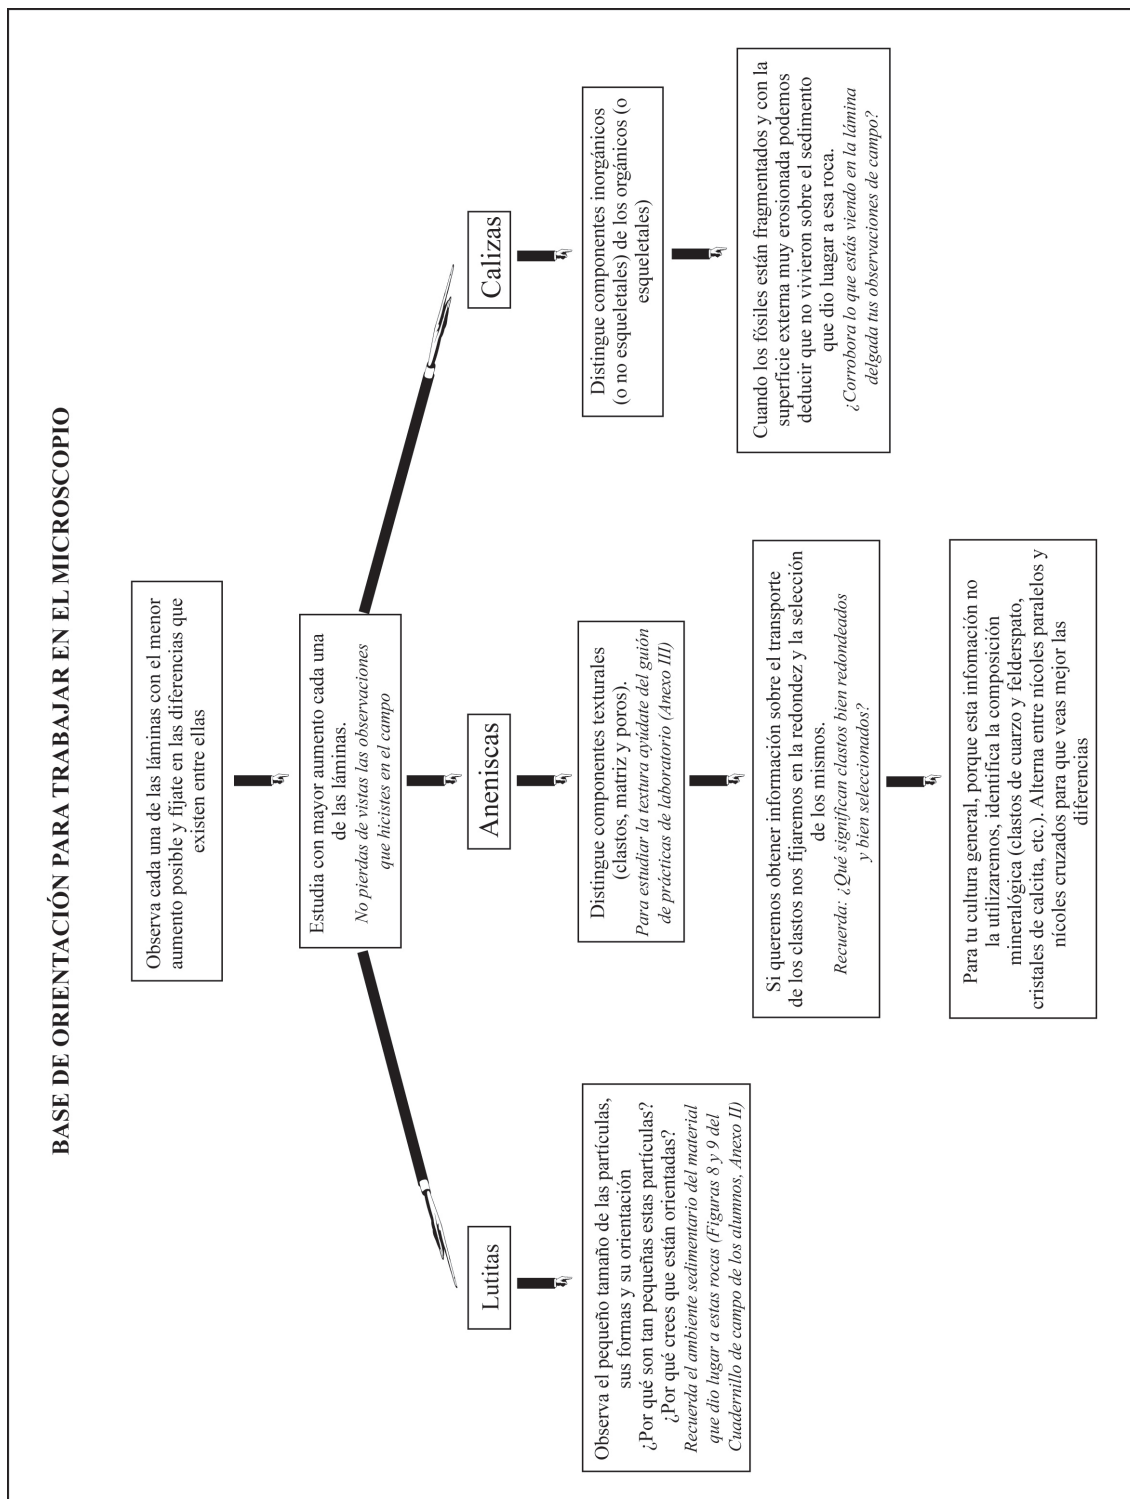 BASE DE ORIENTACIÓN PARA TRABAJAR EN EL MICROSCOPIO
Observa cada una de las láminas con el menor
aumento posible y fíjate en las diferencias que
existen entre ellas
Estudia con mayor aumento cada una
de las láminas.
No pierdas de vistas las observaciones
que hicistes en el campo
Lutitas
Observa el pequeño tamaño de las partículas,
sus formas y su orientación
¿Por qué son tan pequeñas estas partículas?
¿Por qué crees que están orientadas?
Recuerda el ambiente sedimentario del material
que dio lugar a estas rocas (Figuras 8 y 9 del
Cuadernillo de campo de los alumnos, Anexo II)
Aneniscas
Distingue componentes texturales
(clastos, matriz y poros).
Para estudiar la textura ayúdate del guión
de prácticas de laboratorio (Anexo III)
Si queremos obtener información sobre el transporte
de los clastos nos fijaremos en la redondez y la selección
de los mismos.
Recuerda: ¿Qué significan clastos bien redondeados
y bien seleccionados?
Para tu cultura general, porque esta infomación no
la utilizaremos, identifica la composición
mineralógica (clastos de cuarzo y felderspato,
cristales de calcita, etc.). Alterna entre nícoles paralelos y
nícoles cruzados para que veas mejor las
diferencias
Calizas
Distingue componentes inorgánicos
(o no esqueletales) de los orgánicos (o
esqueletales)
Cuando los fósiles están fragmentados y con la
superficie externa muy erosionada podemos
deducir que no vivieron sobre el sedimento
que dio luagar a esa roca.
¿Corrobora lo que estás viendo en la lámina
delgada tus observaciones de campo?